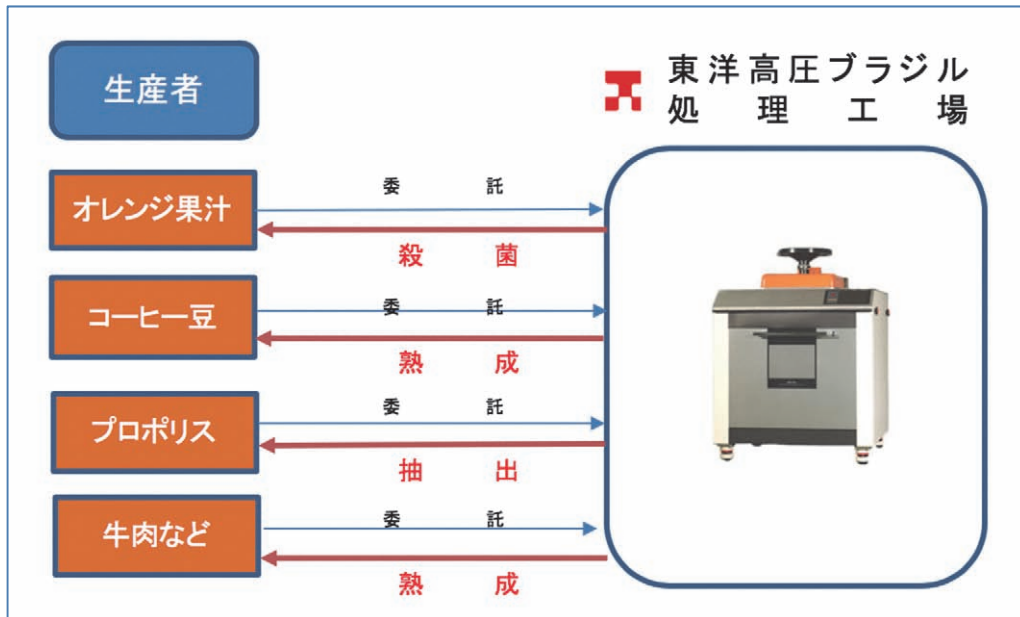 生産者
東洋高圧ブラジル
処理工場
オレンジ果汁
委託
殺菌
コーヒー豆
委託
熟成
プロポリス
委託
抽出
牛肉など
委託
熟成